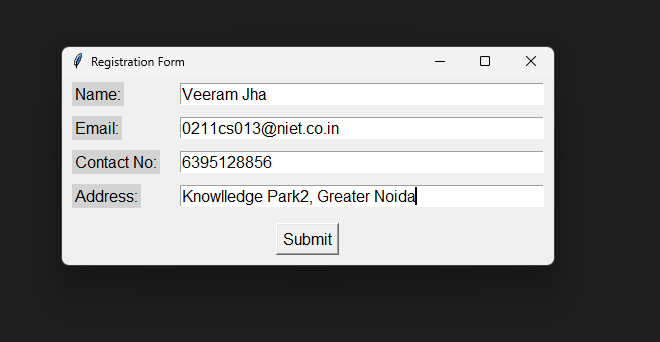 Registration Form
Name: Veeram Jha
Email: 0211cs013@niet.co.in
Contact No: 6395128856
Address: Knowlledge Park2, Greater Noida
Submit